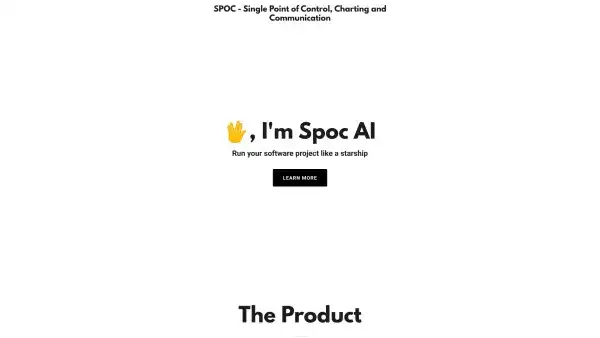 SPOC - Single Point of Control, Charting and
Communication
🖖, I'm Spoc AI
Run your software project like a starship
LEARN MORE
The Product